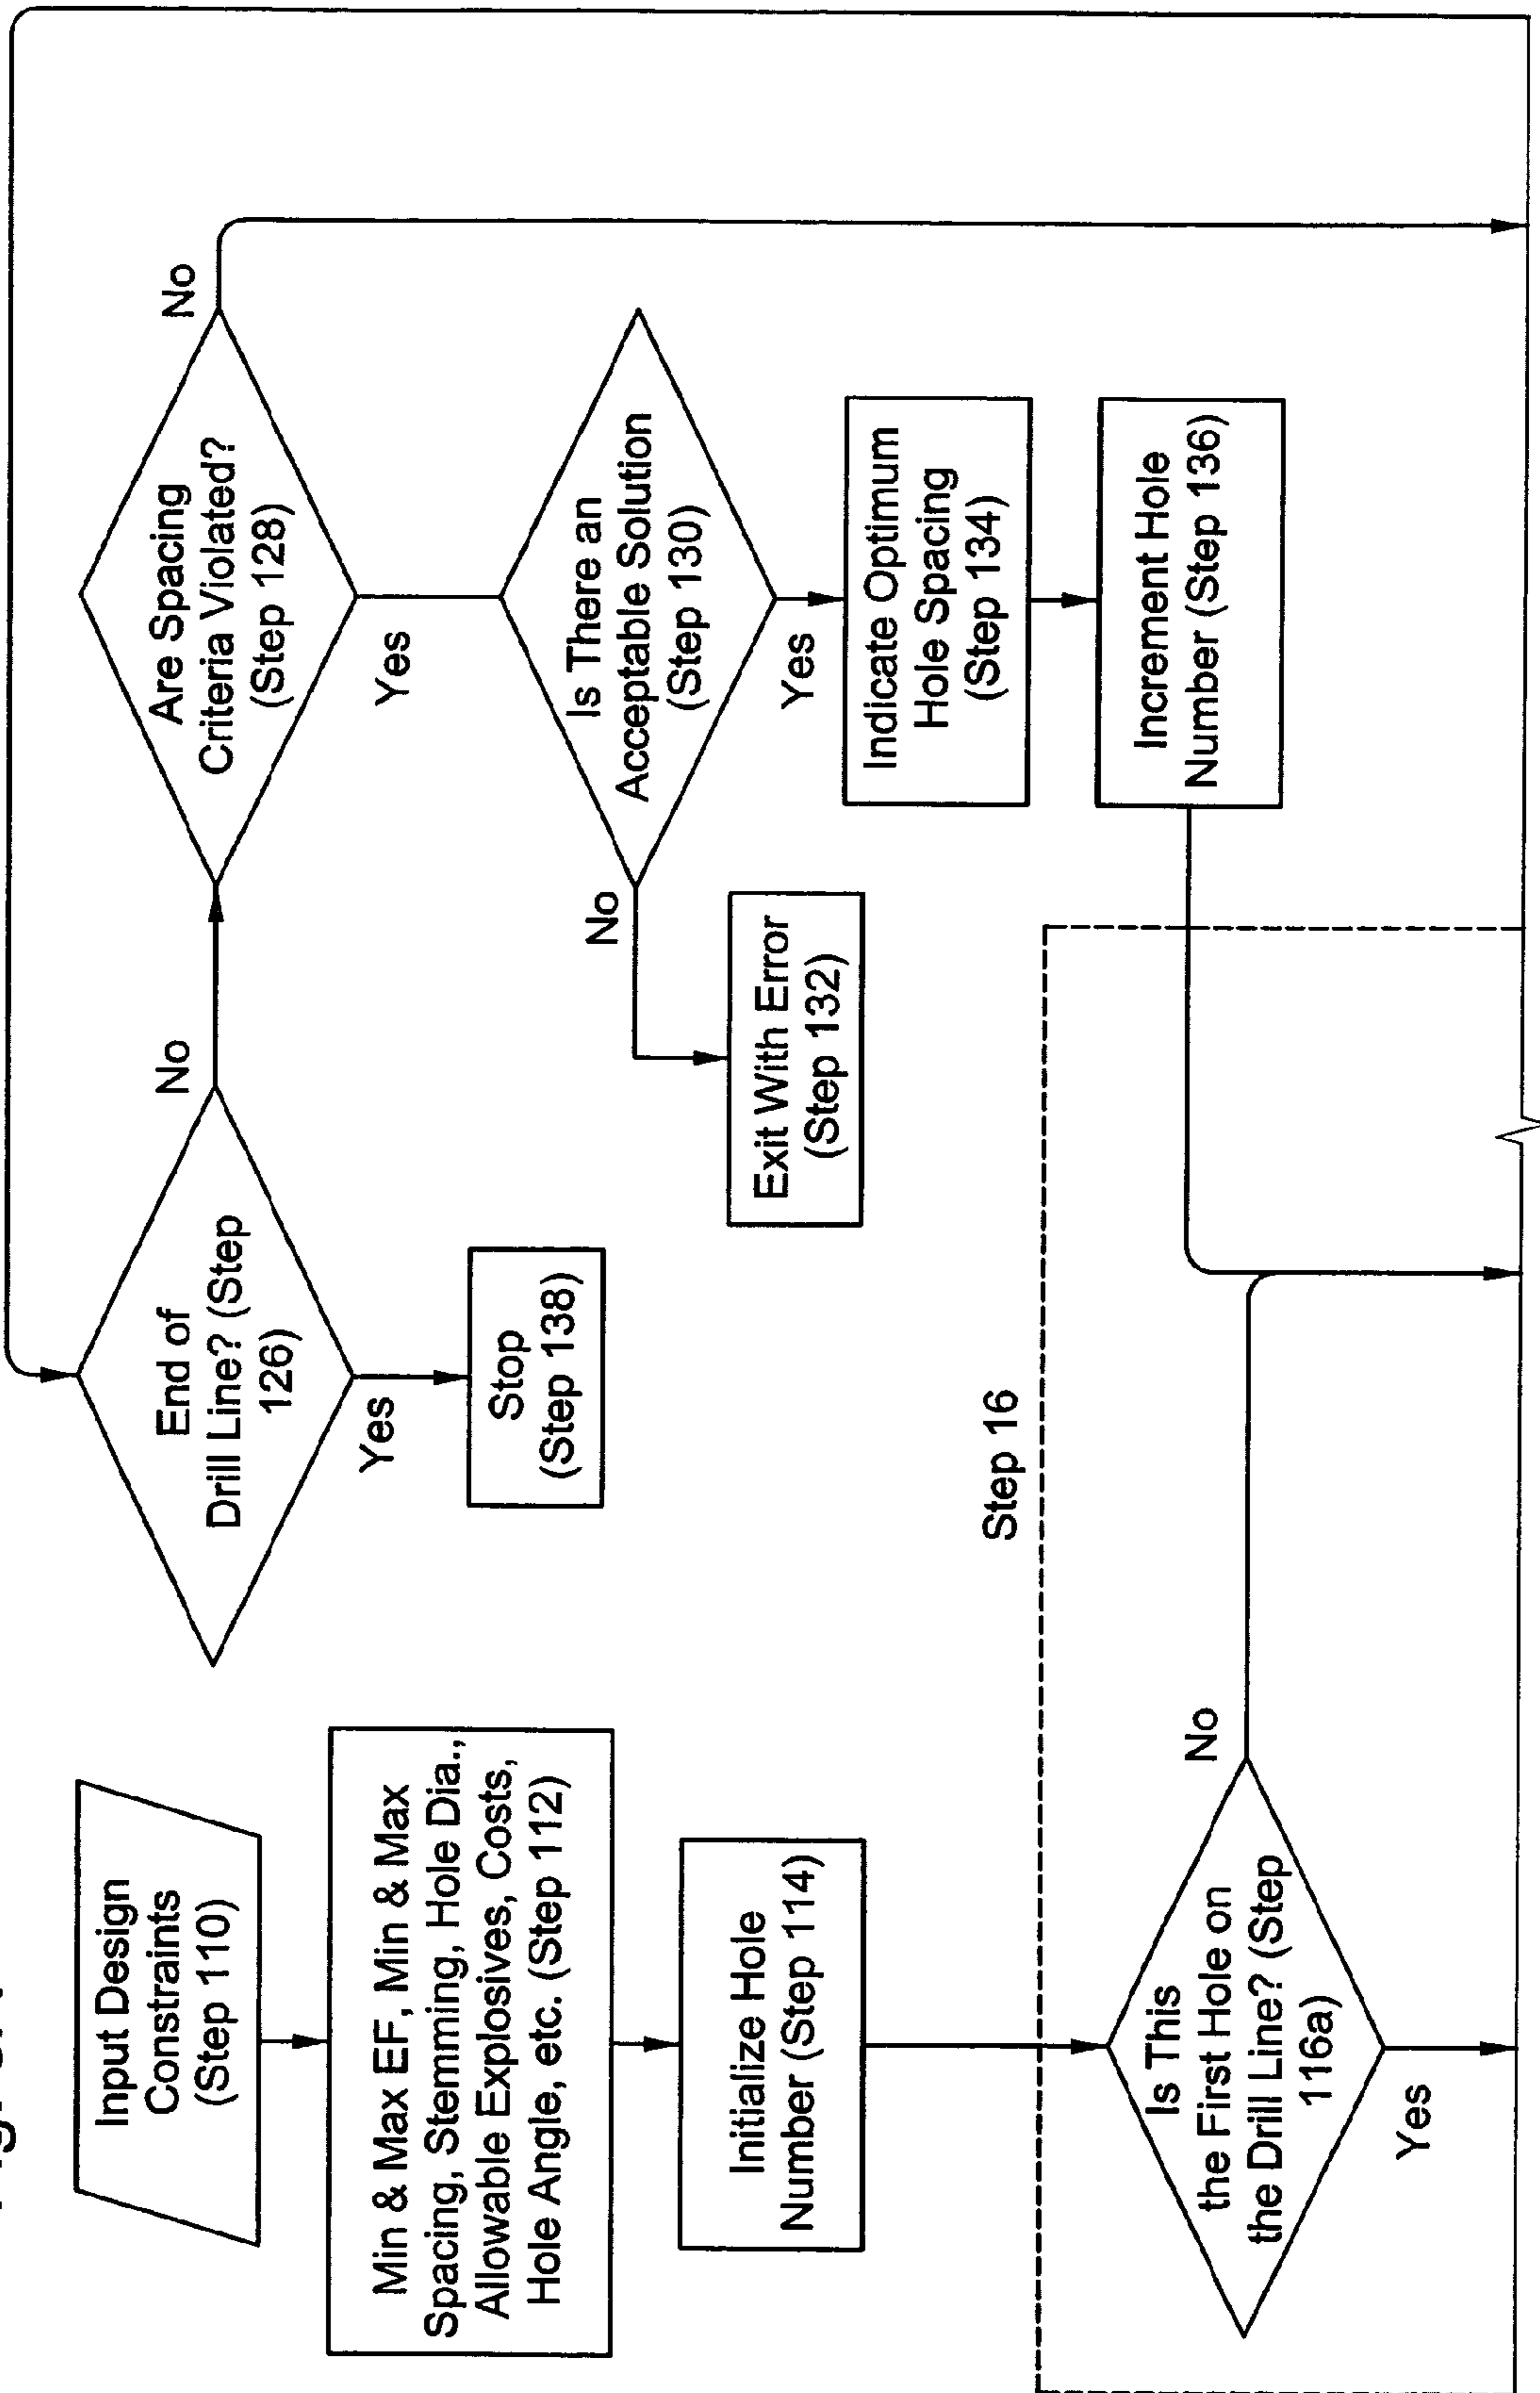 Input Design
Constraints
(Step 110)
Min & Max EF, Min & Max
Spacing, Stemming, Hole Dia.,
Allowable Explosives, Costs,
Hole Angle, etc. (Step 112)
Initialize Hole
Number (Step 114)
Step 16
Is This
the First Hole on
the Drill Line? (Step
116a)
No
Yes
End of
Drill Line? (Step
126)
No
Yes
Stop
(Step 138)
Are Spacing
Criteria Violated?
(Step 128)
No
Yes
Is There an
Acceptable Solution
(Step 130)
No
Yes
Exit With Error
(Step 132)
Indicate Optimum
Hole Spacing
(Step 134)
Increment Hole
Number (Step 136)